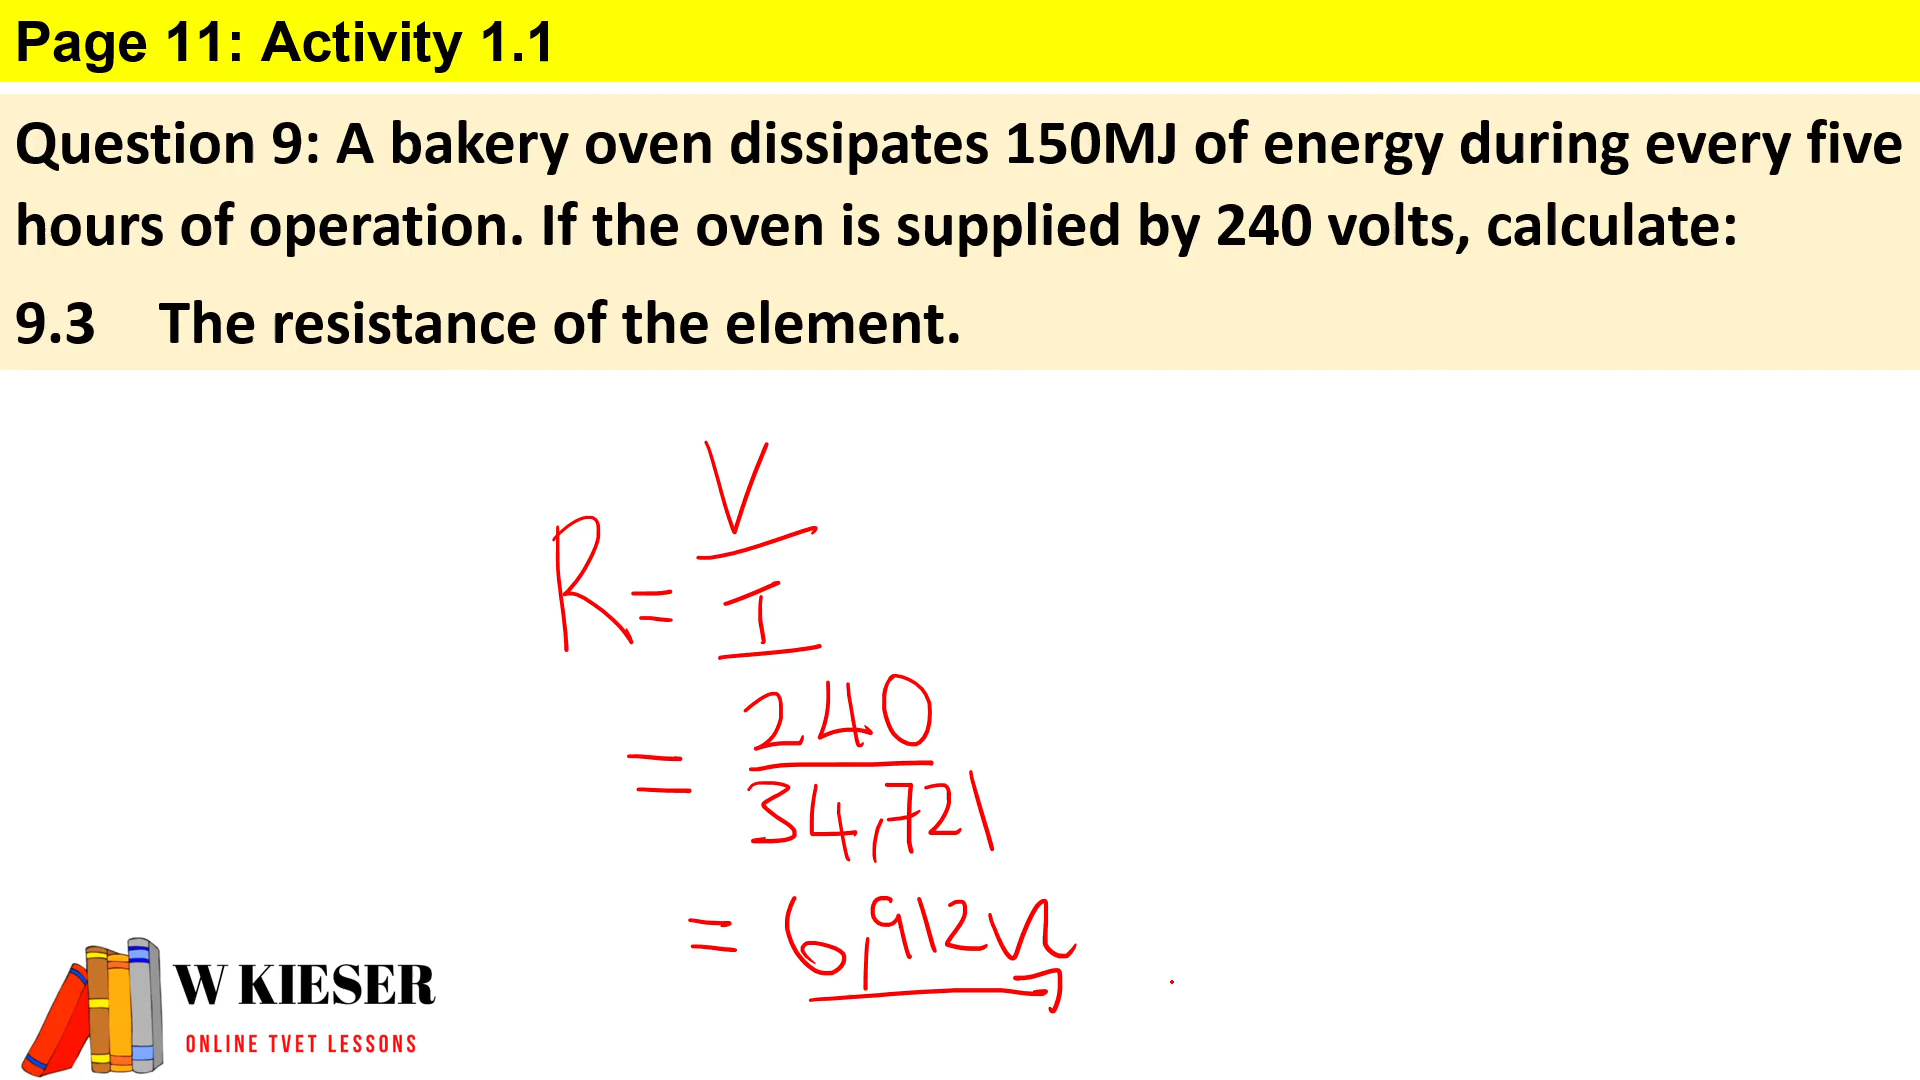 Page 11: Activity 1.1
Question 9: A bakery oven dissipates 150MJ of energy during every five
hours of operation. If the oven is supplied by 240 volts, calculate:
9.3 The resistance of the element.
R = V/I
= 240/34,721
= 6,912Ω
W KIESER
ONLINE TVET LESSONS